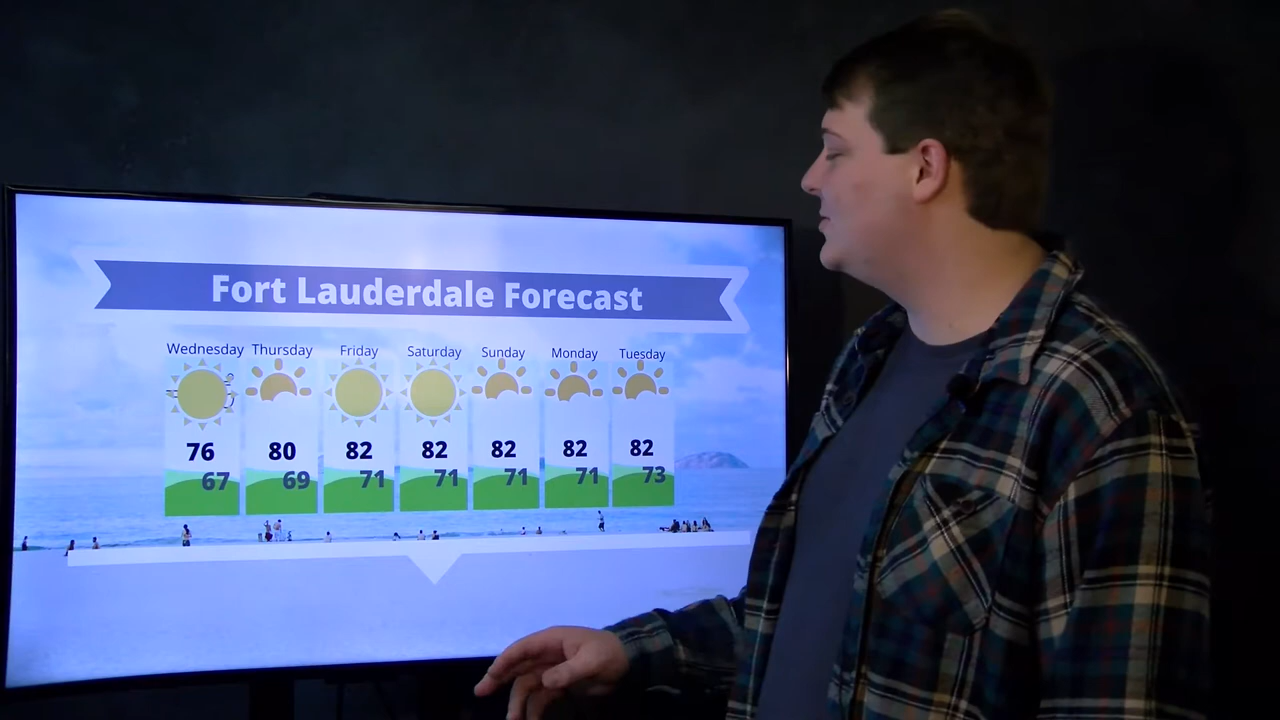 Fort Lauderdale Forecast
Wednesday Thursday Friday Saturday Sunday Monday Tuesday
76 80 82 82 82 82 82
67 69 71 71 71 71 73